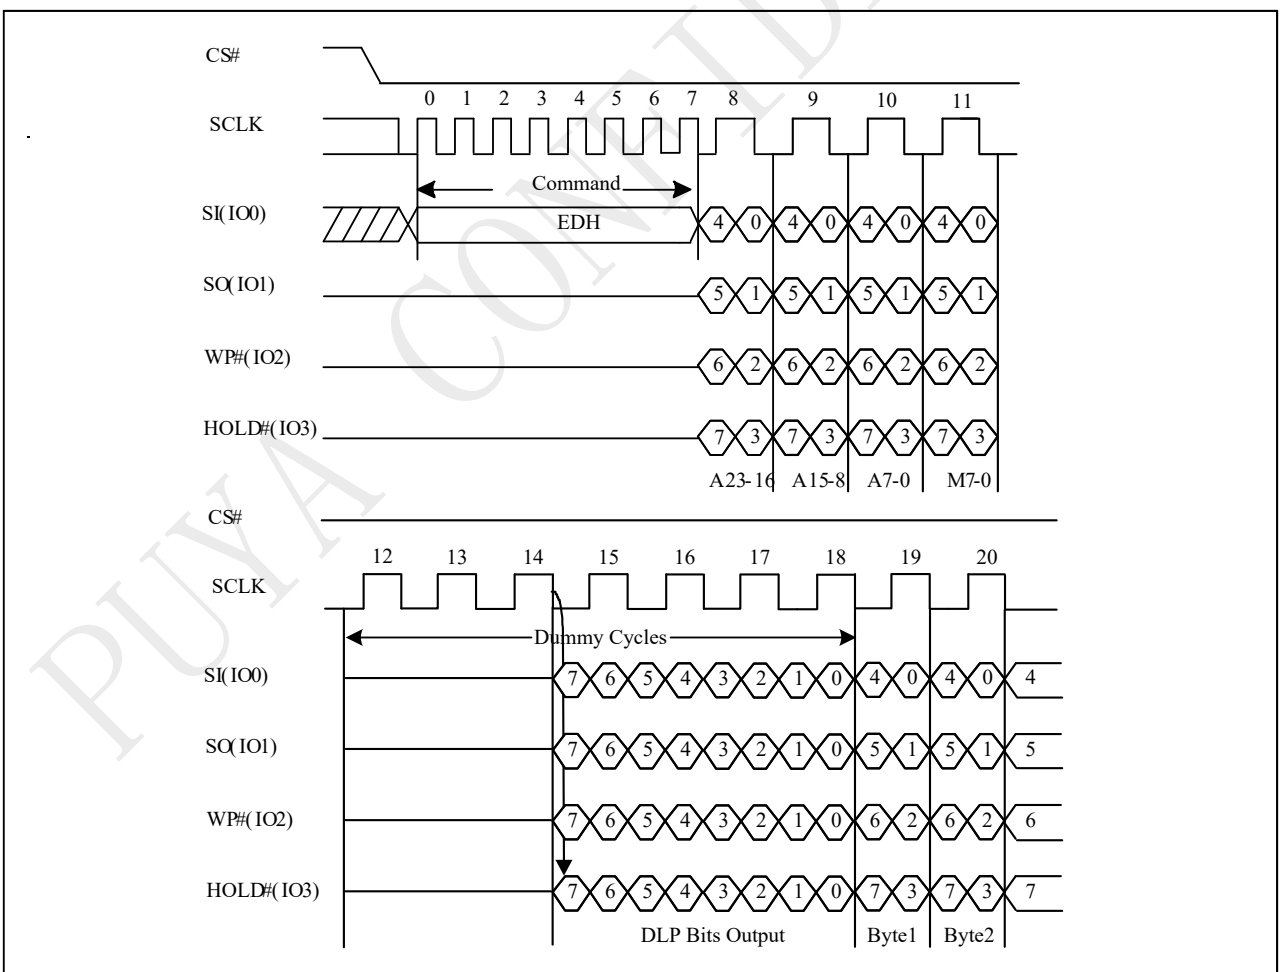 CS#
0 1 2 3 4 5 6 7 8 9 10 11
SCLK
Command
SI(IO0) EDH 4 0 4 0 4 0 4 0
SO(IO1) 5 1 5 1 5 1 5 1
WP#(IO2) 6 2 6 2 6 2 6 2
HOLD#(IO3) 7 3 7 3 7 3 7 3
A23-16 A15-8 A7-0 M7-0
CS#
12 13 14 15 16 17 18 19 20
SCLK
Dummy Cycles
SI(IO0) 7 6 5 4 3 2 1 0 4 0 4 0 4
SO(IO1) 7 6 5 4 3 2 1 0 5 1 5 1 5
WP#(IO2) 7 6 5 4 3 2 1 0 6 2 6 2 6
HOLD#(IO3) 7 6 5 4 3 2 1 0 7 3 7 3 7
DLP Bits Output Byte1 Byte2
PUYA CONFID